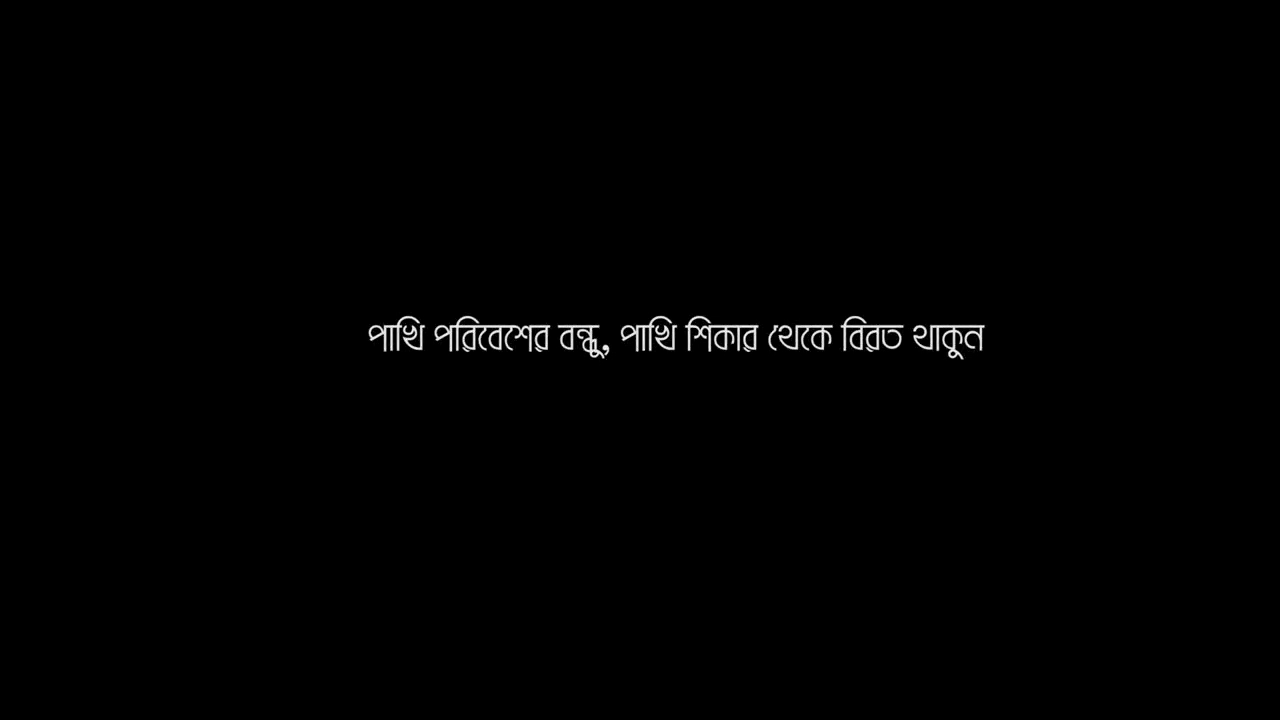 পাখি পরিবেশের বন্ধু, পাখি শিকার থেকে বিরত থাকুন